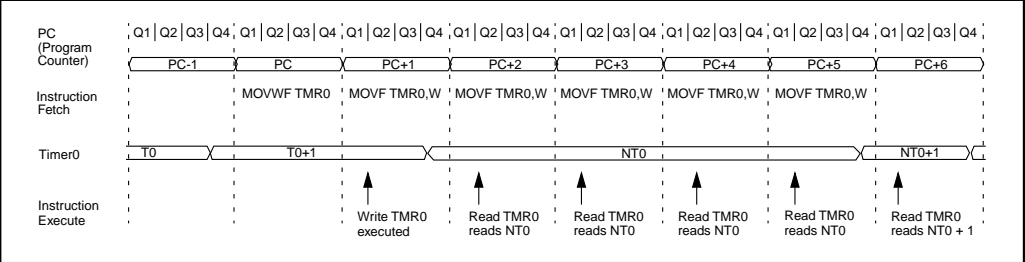 PC
(Program
Counter)
Q1 Q2 Q3 Q4 Q1 Q2 Q3 Q4 Q1 Q2 Q3 Q4 Q1 Q2 Q3 Q4 Q1 Q2 Q3 Q4 Q1 Q2 Q3 Q4 Q1 Q2 Q3 Q4 Q1 Q2 Q3 Q4
PC-1 PC PC+1 PC+2 PC+3 PC+4 PC+5 PC+6
Instruction
Fetch
MOVWF TMR0 MOVF TMR0,W MOVF TMR0,W MOVF TMR0,W MOVF TMR0,W MOVF TMR0,W
Timer0
T0 T0+1 NT0 NT0+1
Instruction
Execute
Write TMR0
executed
Read TMR0
reads NT0
Read TMR0
reads NT0
Read TMR0
reads NT0
Read TMR0
reads NT0
Read TMR0
reads NT0 + 1